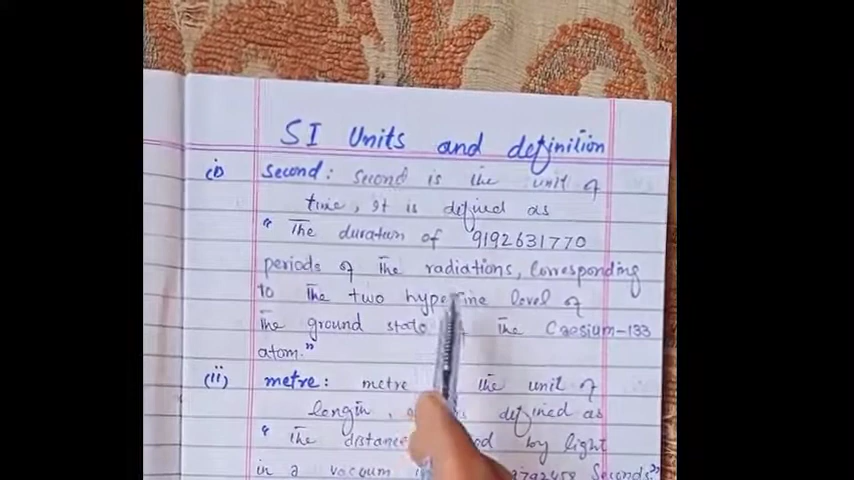 SI Units and definition
(i) Second: Second is the unit of
time, It is defined as
" The duration of 9192631770
periods of The radiations, Corresponding
To The two hyperfine level of
The ground state The Caesium-133
atom."
(ii) metre: metre the unit of
length, defined as
" The distance by light
in a vacuum Seconds."